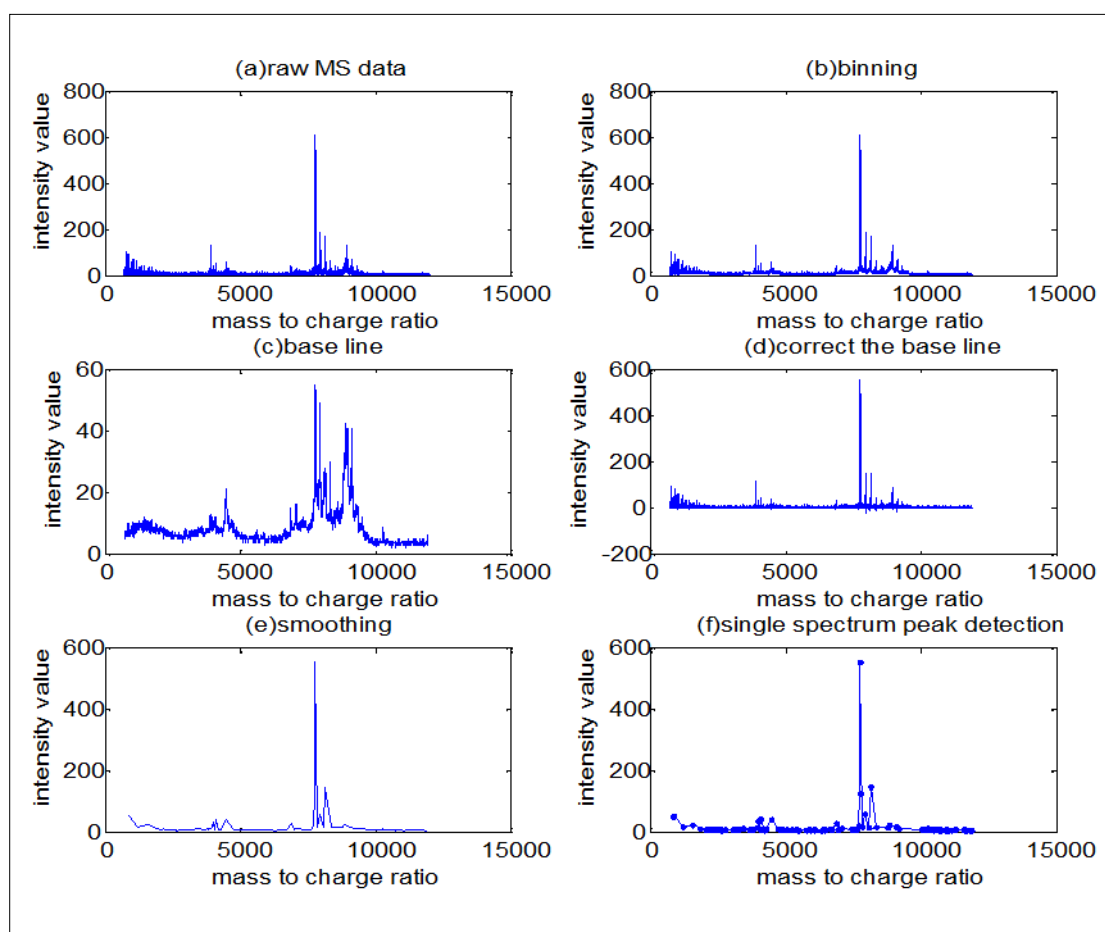 (a)raw MS data
800
600
400
200
0
0 5000 10000 15000
intensity value
mass to charge ratio
(b)binning
800
600
400
200
0
0 5000 10000 15000
intensity value
mass to charge ratio
(c)base line
60
40
20
0
0 5000 10000 15000
intensity value
mass to charge ratio
(d)correct the base line
600
400
200
0
-200
0 5000 10000 15000
intensity value
mass to charge ratio
(e)smoothing
600
400
200
0
0 5000 10000 15000
intensity value
mass to charge ratio
(f)single spectrum peak detection
600
400
200
0
0 5000 10000 15000
intensity value
mass to charge ratio